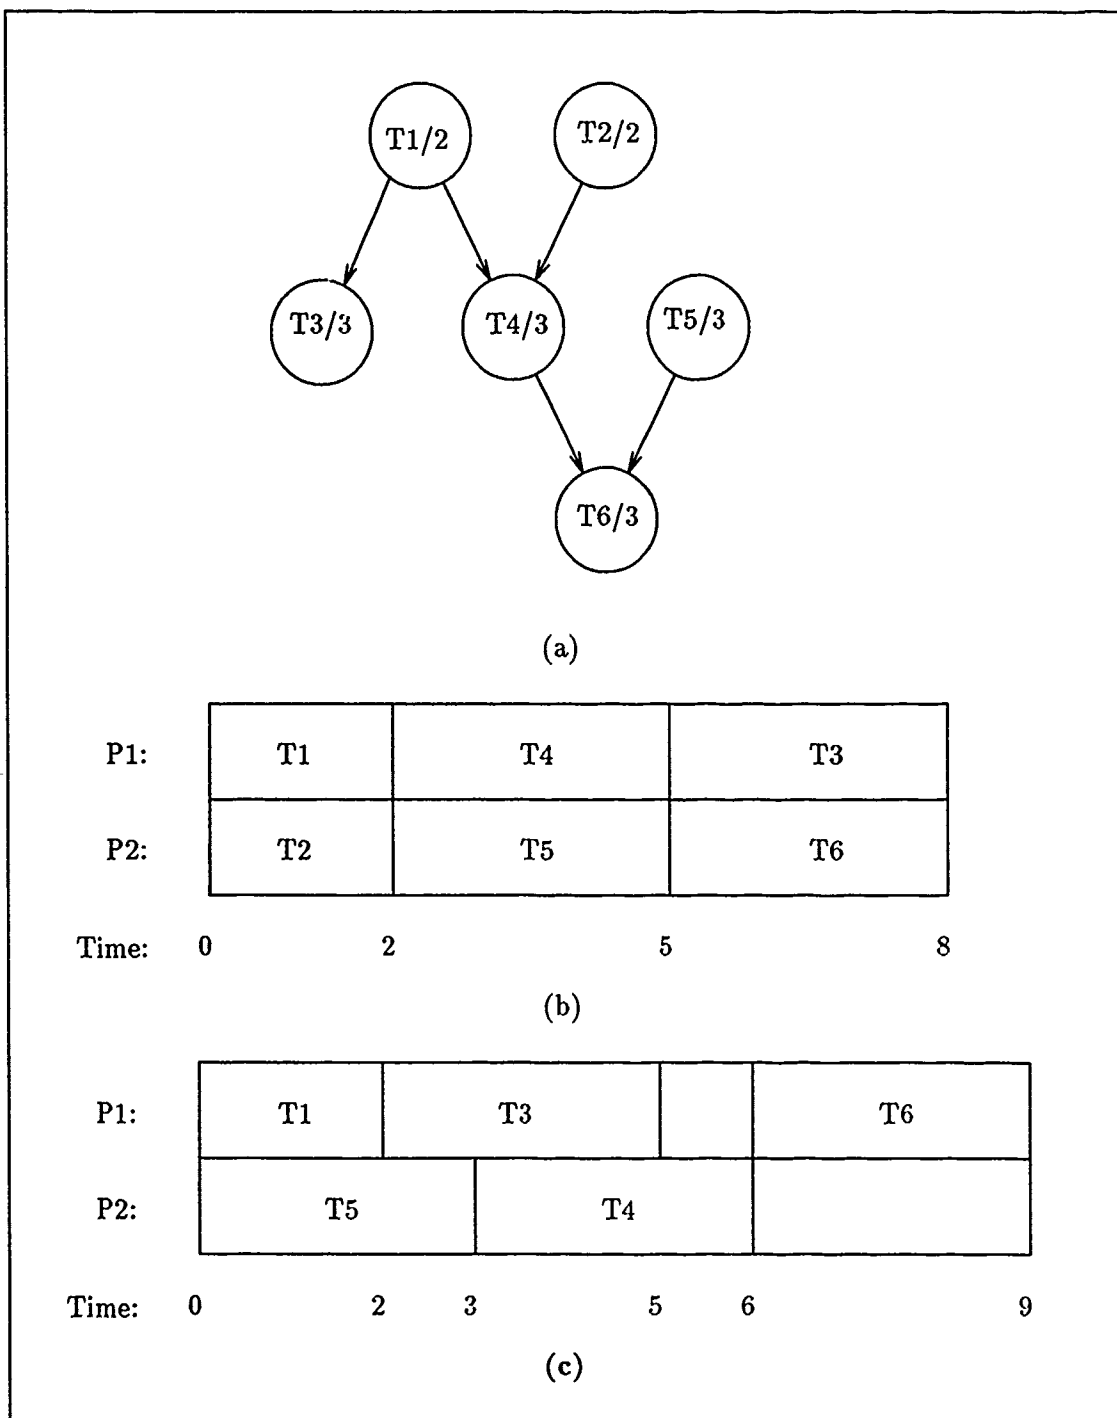 T1/2 T2/2
T3/3 T4/3 T5/3
T6/3
(a)
P1: T1 T4 T3
P2: T2 T5 T6
Time: 0 2 5 8
(b)
P1: T1 T3 T6
P2: T5 T4
Time: 0 2 3 5 6 9
(c)